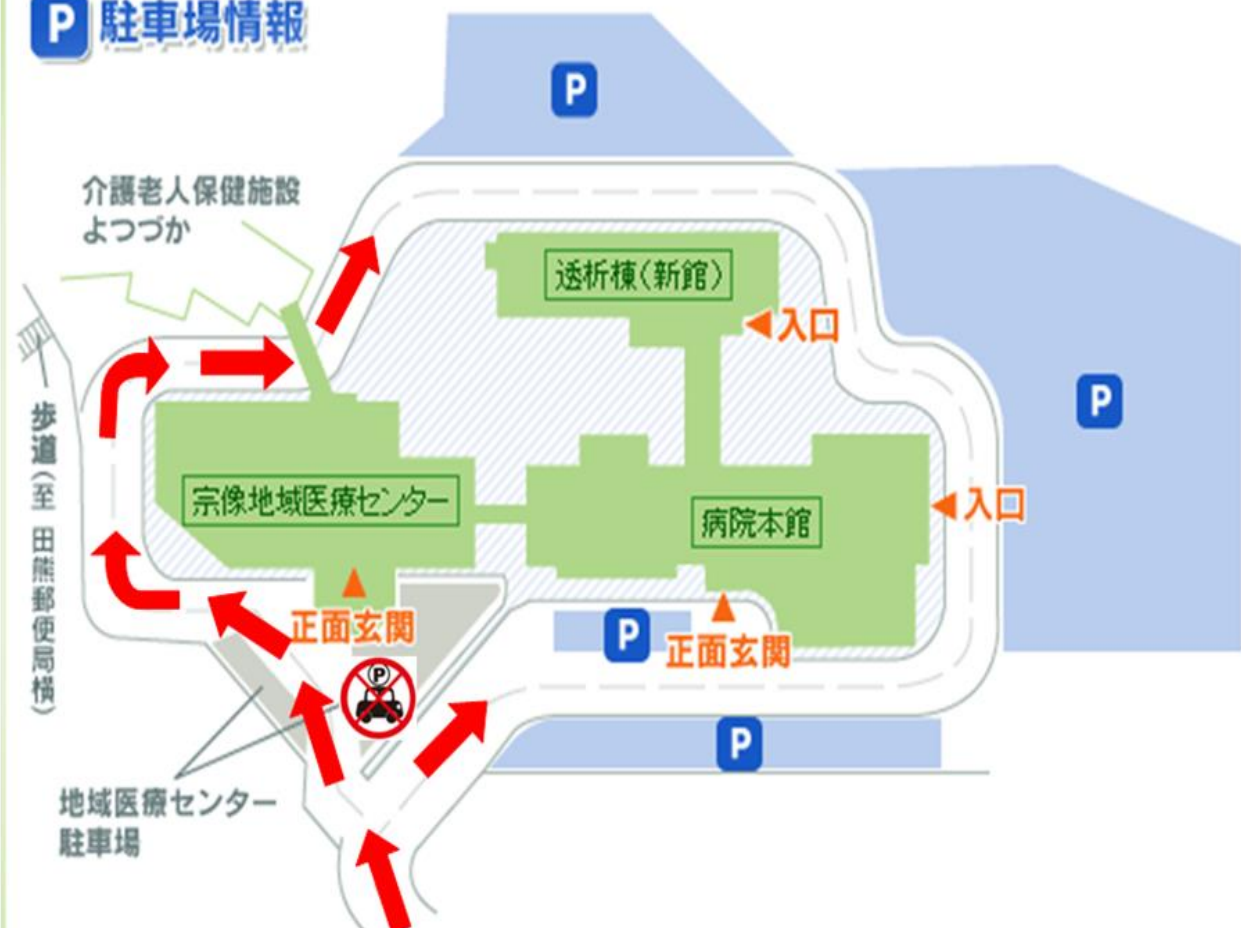 P 駐車場情報
P
介護老人保健施設
よつづか
透析棟(新館)
入口
P
歩道(至 田熊郵便局横)
宗像地域医療センター
病院本館
入口
正面玄関
P
正面玄関
P
P
地域医療センター
駐車場